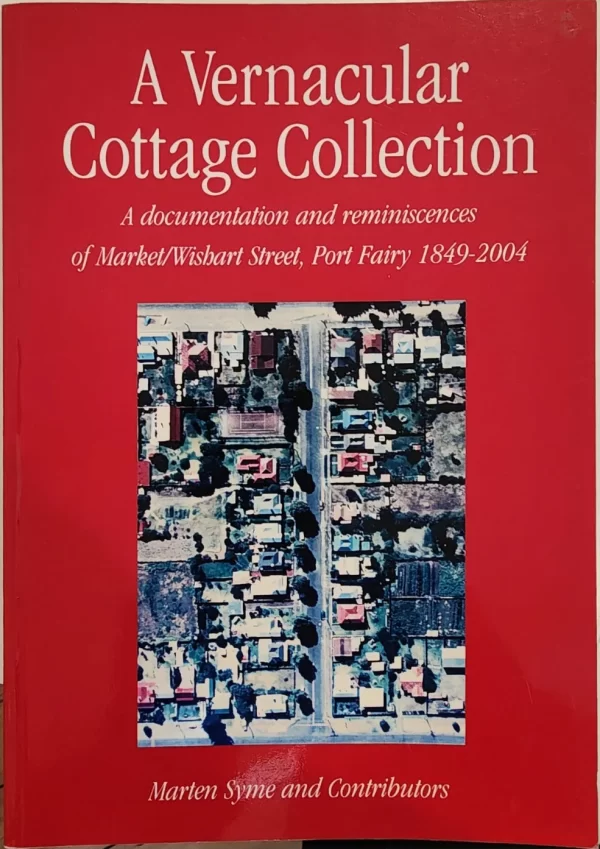 A Vernacular
Cottage Collection
A documentation and reminiscences
of Market/Wishart Street, Port Fairy 1849-2004
Marten Syme and Contributors